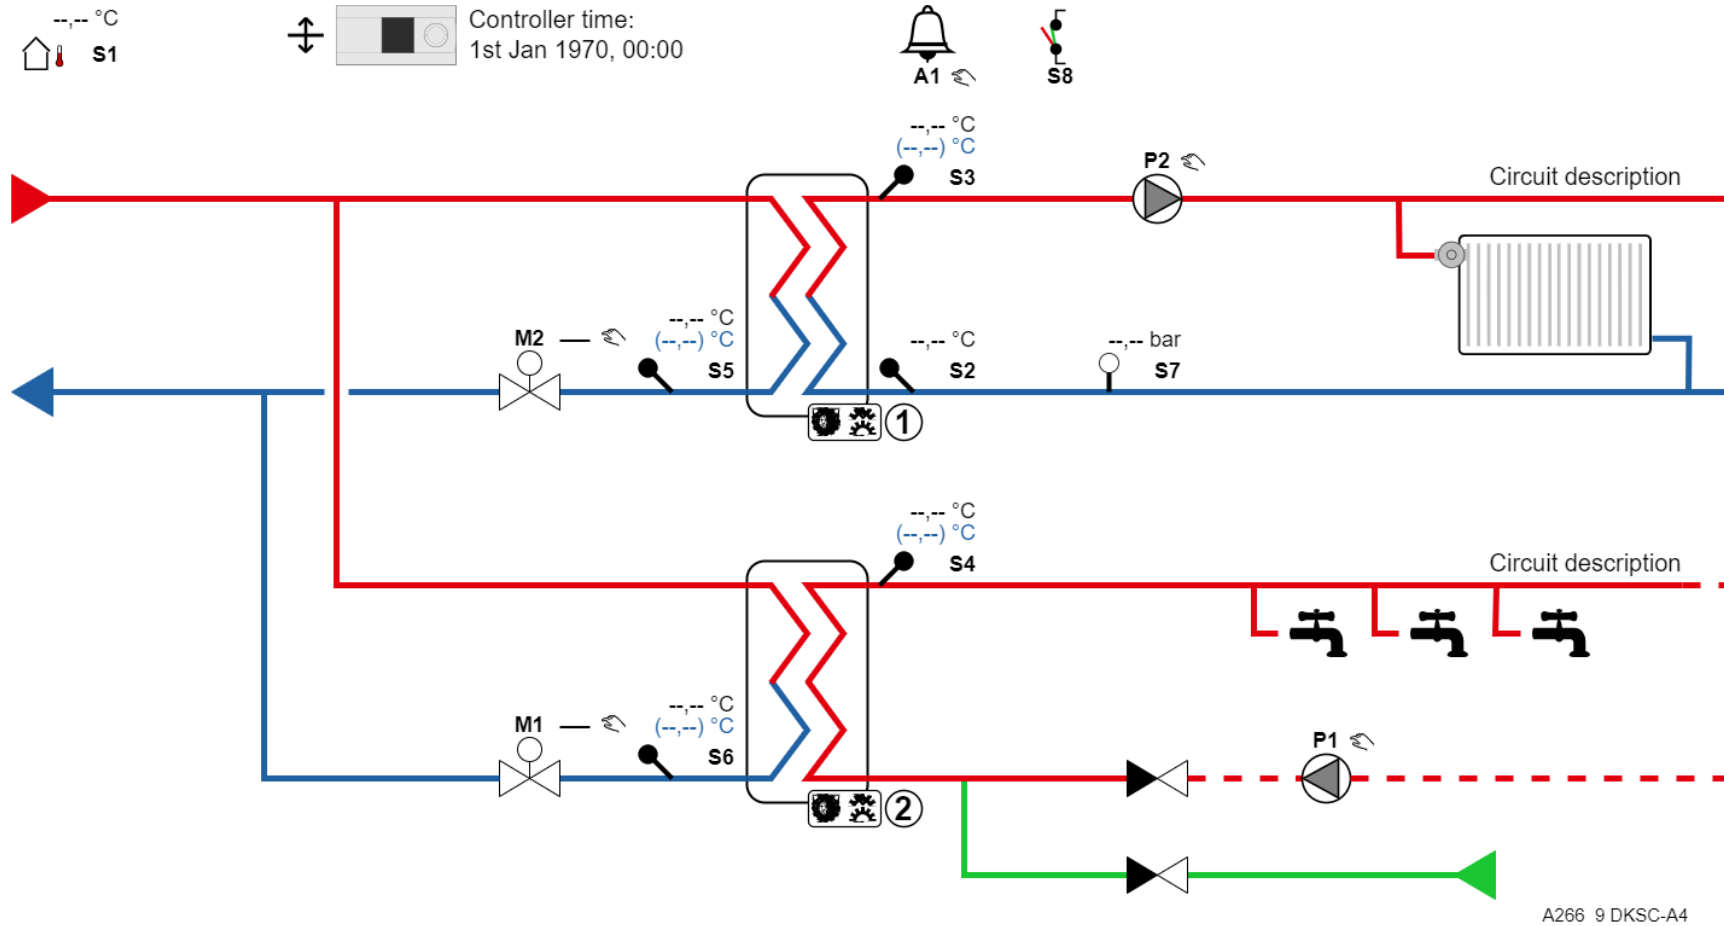 --,-- °C
S1
Controller time:
1st Jan 1970, 00:00
A1
S8
--,-- °C
(--,--) °C
S3
P2
Circuit description
M2
--,-- °C
(--,--) °C
S5
--,-- °C
S2
--,-- bar
S7
1
--,-- °C
(--,--) °C
S4
Circuit description
M1
--,-- °C
(--,--) °C
S6
P1
2
A266 9 DKSC-A4